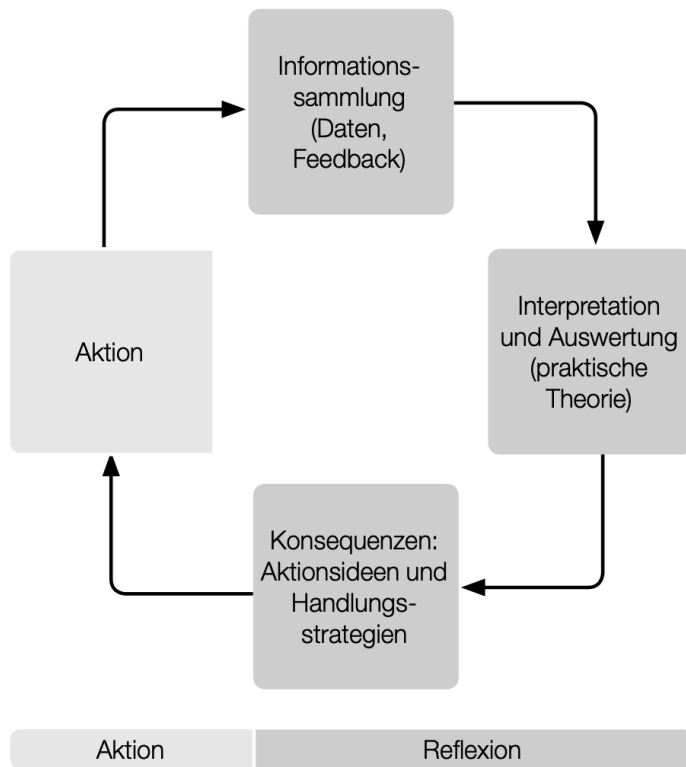 Informations-
sammlung
(Daten,
Feedback)
Aktion
Interpretation
und Auswertung
(praktische
Theorie)
Konsequenzen:
Aktionsideen und
Handlungs-
strategien
Aktion
Reflexion